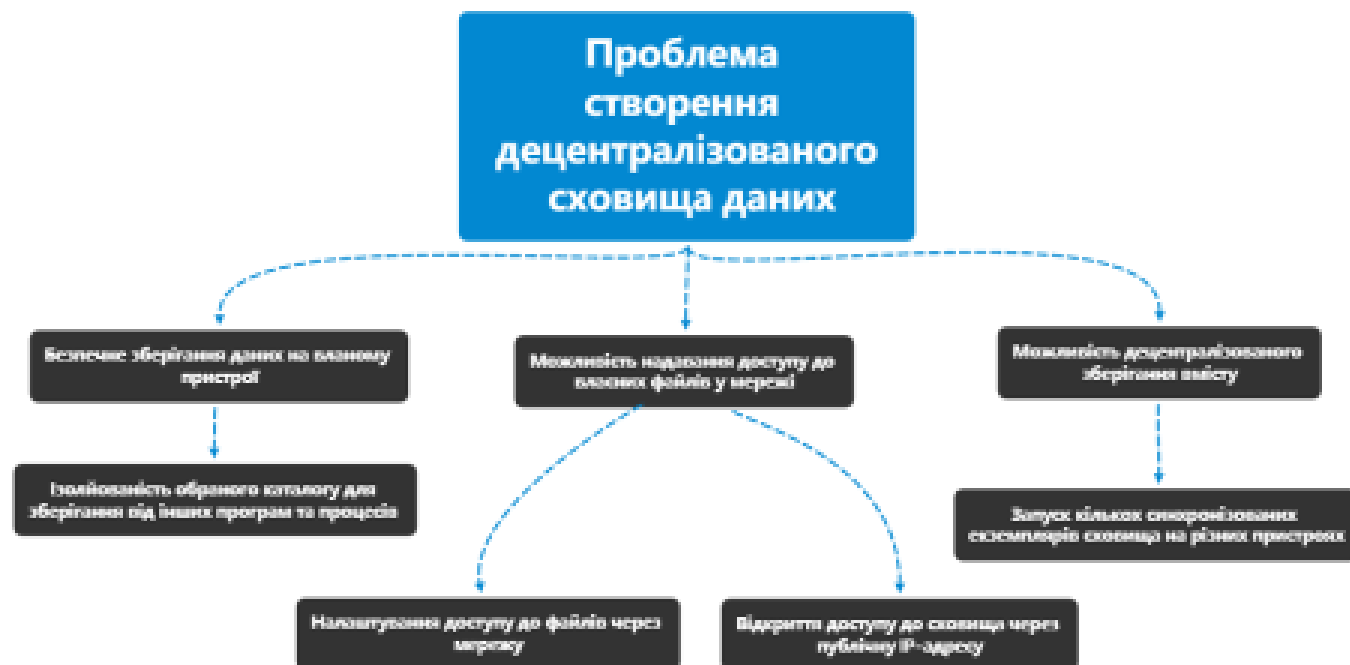 Проблема
створення
децентралізованого
сховища даних
Безпечне зберігання даних на вланому
пристрої
Можливість надавання доступу до
власних файлів у мережі
Можливість децентралізованого
зберігання вмісту
Ізолйованість обраного каталогу для
зберігання від інших програм та процесів
Запуск кількох синхронізованих
екземплярів сховища на різних пристроях
Налаштування доступу до файлів через
мережу
Відкриття доступу до сховища через
публічну IP-адресу